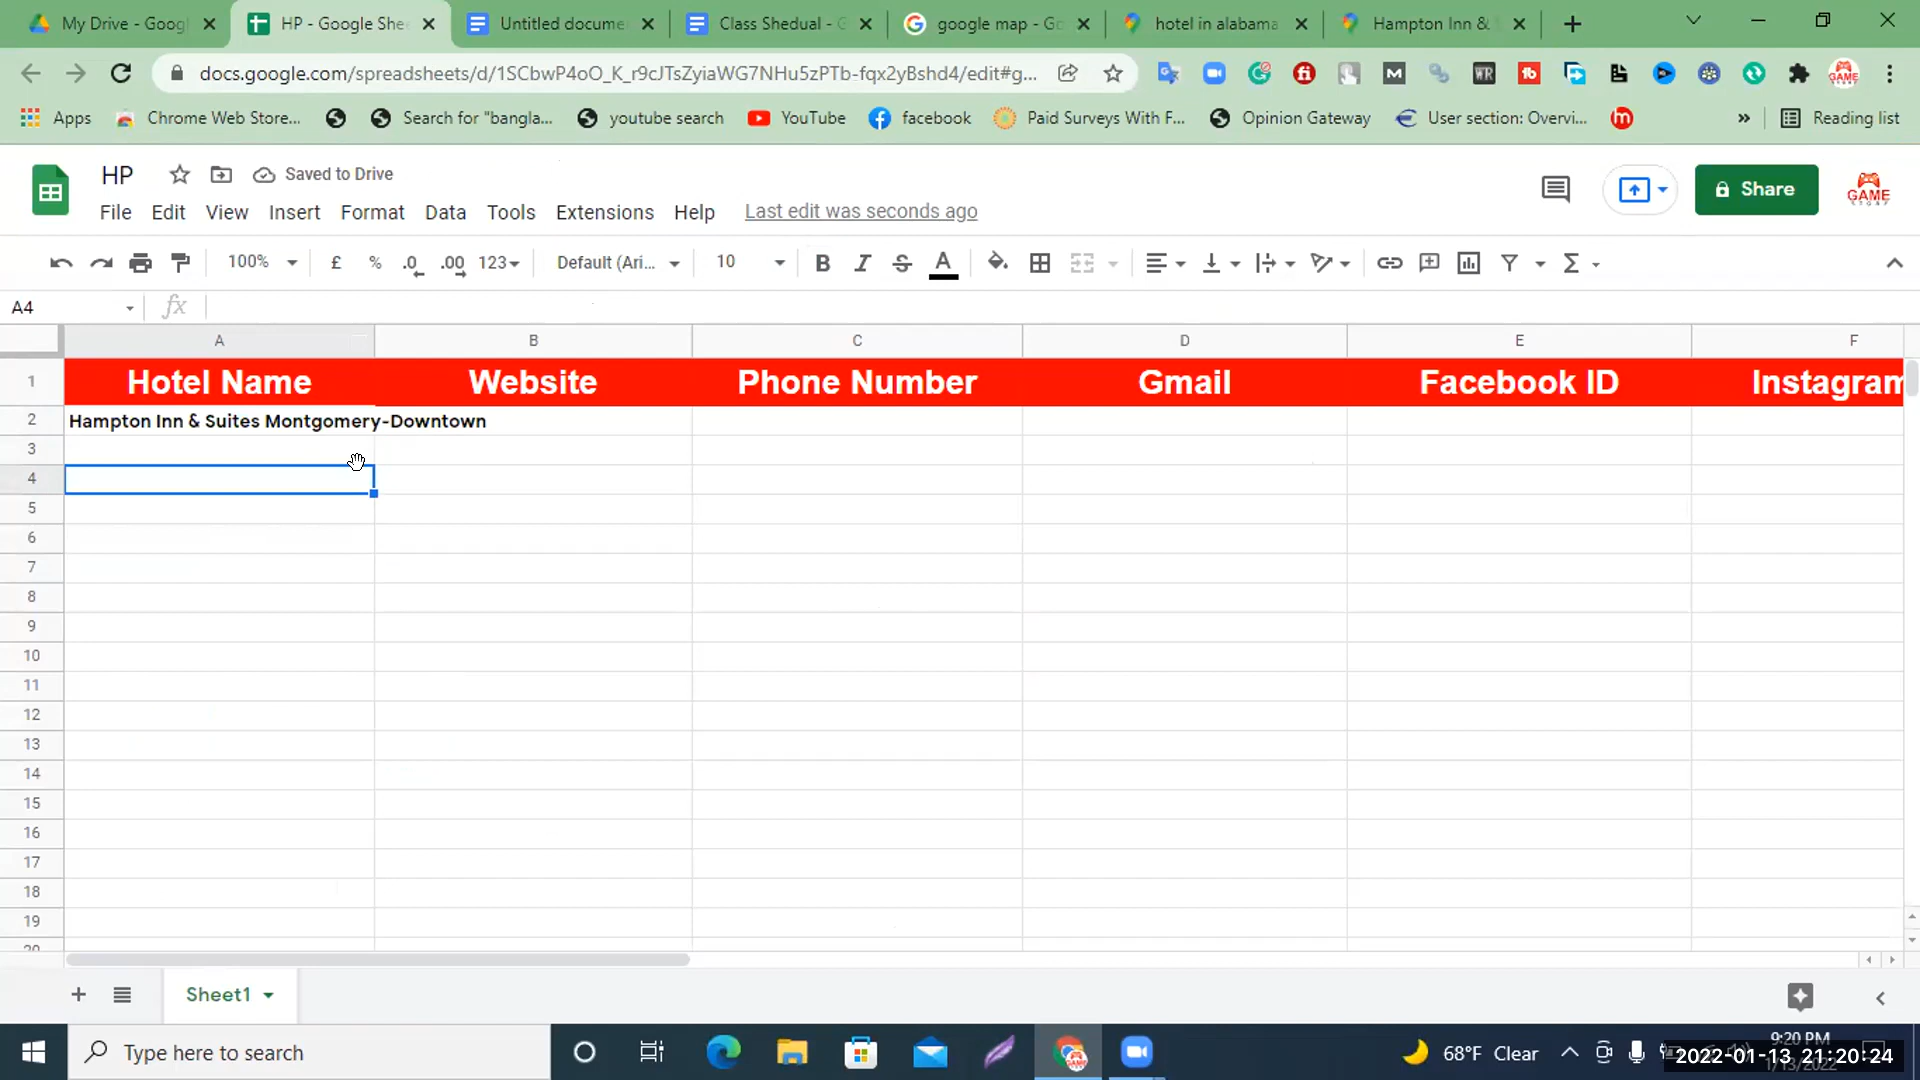 My Drive - Googl
HP - Google Shee
Untitled docume
Class Shedual - G
google map - Go
hotel in alabama
Hampton Inn &
docs.google.com/spreadsheets/d/1SCbwP4oO_K_r9cJTsZyiaWG7NHu5zPTb-fqx2yBshd4/edit#g...
Apps
Chrome Web Store...
Search for "bangla...
youtube search
YouTube
facebook
Paid Surveys With F...
Opinion Gateway
User section: Overvi...
»
Reading list
HP
Saved to Drive
Share
File Edit View Insert Format Data Tools Extensions Help
Last edit was seconds ago
100% £ % .0 .00 123 Default (Ari... 10 B I S A
A4 fx
A B C D E F
1 Hotel Name Website Phone Number Gmail Facebook ID Instagram
2 Hampton Inn & Suites Montgomery-Downtown
3
4
5
6
7
8
9
10
11
12
13
14
15
16
17
18
19
20
Sheet1
Type here to search
68°F Clear
9:20 PM
2022-01-13 21:20:24